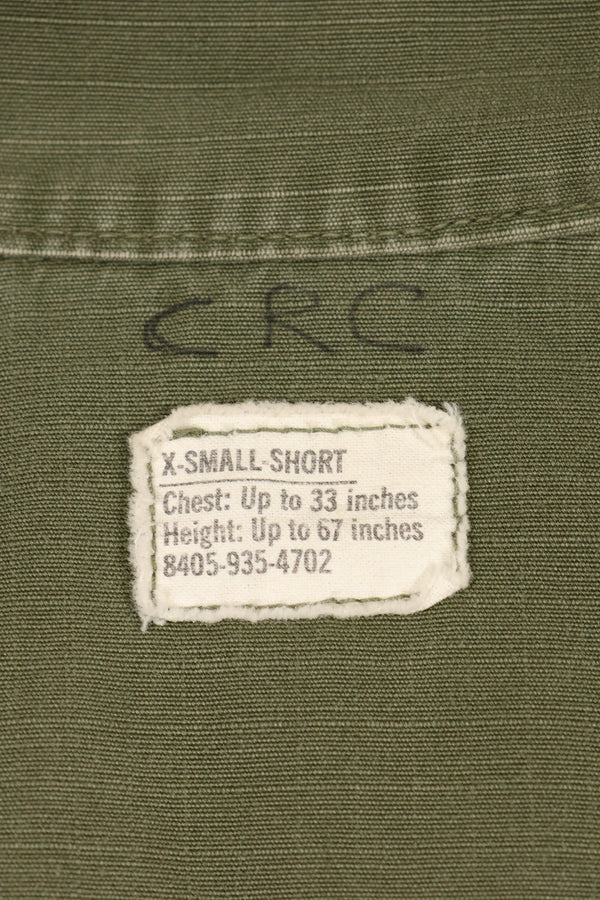 CRC
X-SMALL-SHORT
Chest: Up to 33 inches
Height: Up to 67 inches
8405-935-4702